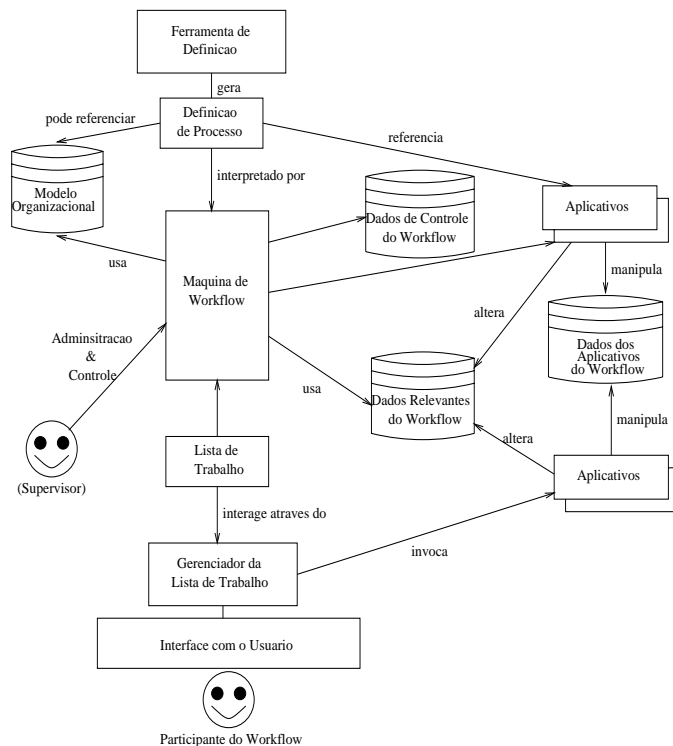 Ferramenta de
Definicao
gera
pode referenciar
Definicao
de Processo
referencia
interpretado por
Modelo
Organizacional
Dados de Controle
do Workflow
Aplicativos
usa
Maquina de
Workflow
manipula
altera
Adminsitracao
&
Controle
Dados dos
Aplicativos
do Workflow
usa
Dados Relevantes
do Workflow
manipula
altera
Lista de
Trabalho
Aplicativos
(Supervisor)
interage atraves do
invoca
Gerenciador da
Lista de Trabalho
Interface com o Usuario
Participante do Workflow